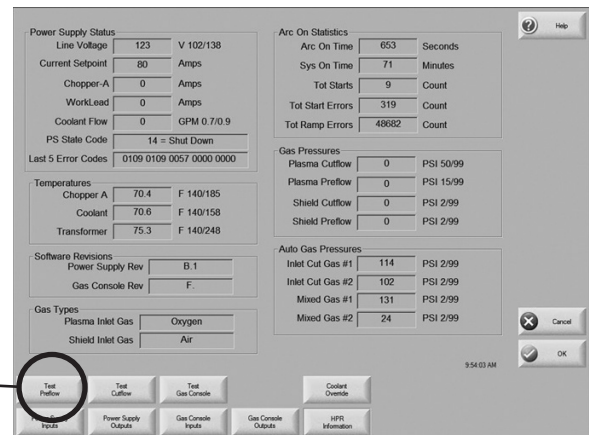 Power Supply Status
Line Voltage 123 V 102/138
Current Setpoint 80 Amps
Chopper-A 0 Amps
WorkLead 0 Amps
Coolant Flow 0 GPM 0.7/0.9
PS State Code 14 = Shut Down
Last 5 Error Codes 0109 0109 0057 0000 0000
Temperatures
Chopper A 70.4 F 140/185
Coolant 70.6 F 140/158
Transformer 75.3 F 140/248
Software Revisions
Power Supply Rev B.1
Gas Console Rev F.
Gas Types
Plasma Inlet Gas Oxygen
Shield Inlet Gas Air
Arc On Statistics
Arc On Time 653 Seconds
Sys On Time 71 Minutes
Tot Starts 9 Count
Tot Start Errors 319 Count
Tot Ramp Errors 48682 Count
Gas Pressures
Plasma Cutflow 0 PSI 50/99
Plasma Preflow 0 PSI 15/99
Shield Cutflow 0 PSI 2/99
Shield Preflow 0 PSI 2/99
Auto Gas Pressures
Inlet Cut Gas #1 114 PSI 2/99
Inlet Cut Gas #2 102 PSI 2/99
Mixed Gas #1 131 PSI 2/99
Mixed Gas #2 24 PSI 2/99
Help
Cancel
OK
9:54:03 AM
Test Preflow
Test Cutflow
Test Gas Console
Coolant Override
Power Supply Inputs
Power Supply Outputs
Gas Console Inputs
Gas Console Outputs
HPR Information